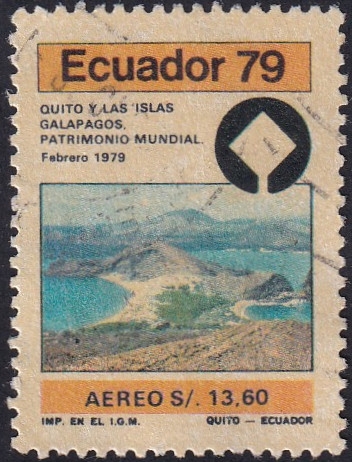 Ecuador 79
QUITO Y LAS ISLAS
GALAPAGOS.
PATRIMONIO MUNDIAL.
Febrero 1979
AEREO S/. 13,60
IMP. EN EL I.G.M. QUITO — ECUADOR